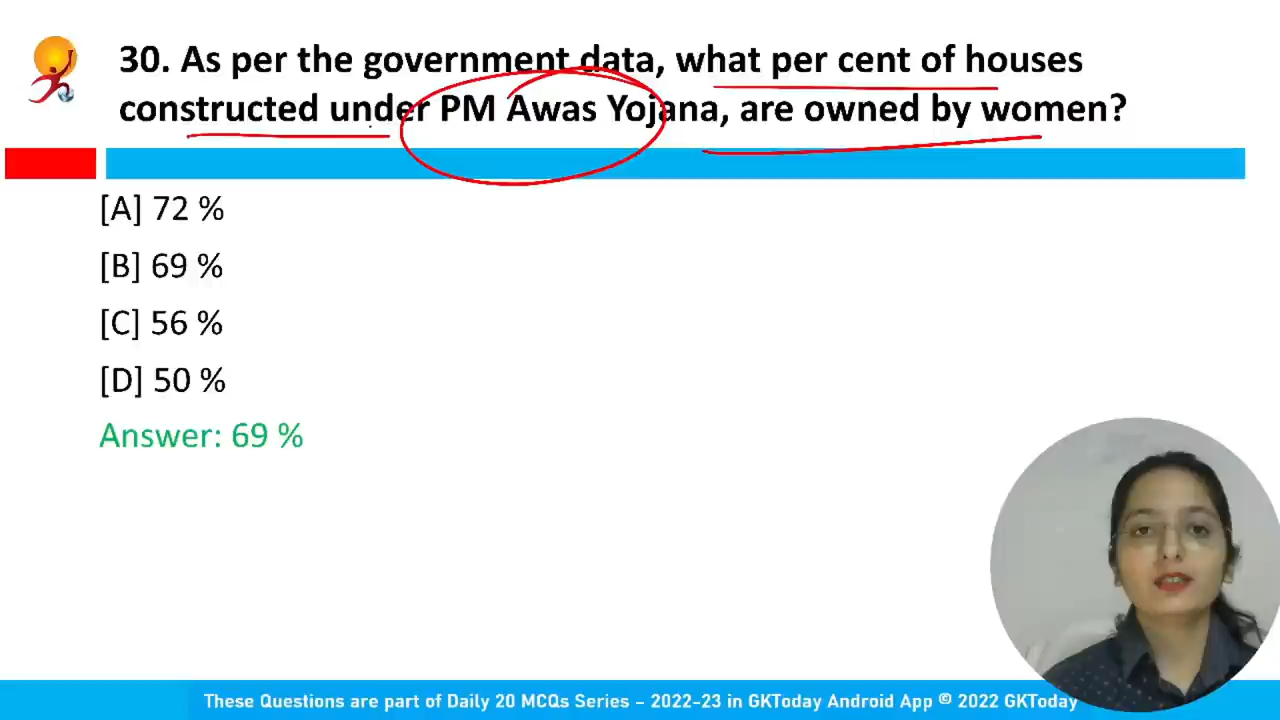 30. As per the government data, what per cent of houses
constructed under PM Awas Yojana, are owned by women?
[A] 72 %
[B] 69 %
[C] 56 %
[D] 50 %
Answer: 69 %
These Questions are part of Daily 20 MCQs Series – 2022-23 in GKToday Android App © 2022 GKToday